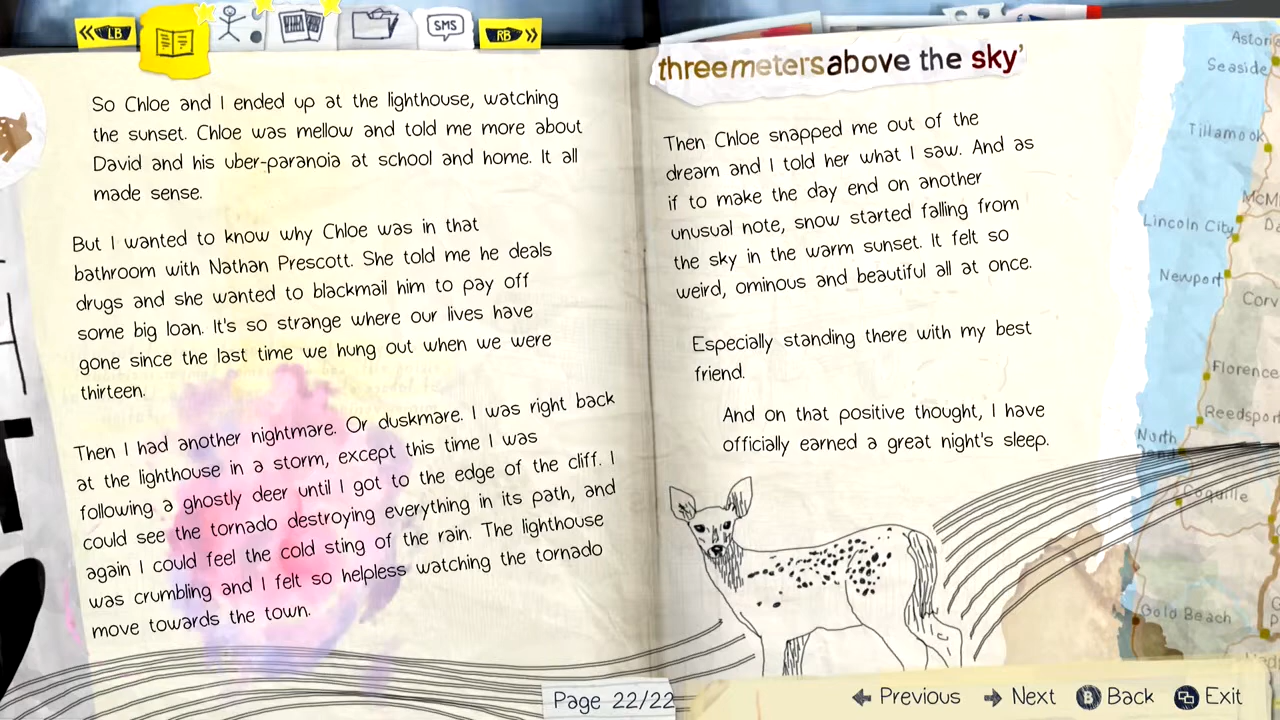 LB
SMS
RB
So Chloe and I ended up at the lighthouse, watching
the sunset. Chloe was mellow and told me more about
David and his uber-paranoia at school and home. It all
made sense.
But I wanted to know why Chloe was in that
bathroom with Nathan Prescott. She told me he deals
drugs and she wanted to blackmail him to pay off
some big loan. It's so strange where our lives have
gone since the last time we hung out when we were
thirteen.
Then I had another nightmare. Or duskmare. I was right back
at the lighthouse in a storm, except this time I was
following a ghostly deer until I got to the edge of the cliff. I
could see the tornado destroying everything in its path, and
again I could feel the cold sting of the rain. The lighthouse
was crumbling and I felt so helpless watching the tornado
move towards the town.
three meters above the sky'
Then Chloe snapped me out of the
dream and I told her what I saw. And as
if to make the day end on another
unusual note, snow started falling from
the sky in the warm sunset. It felt so
weird, ominous and beautiful all at once.
Especially standing there with my best
friend.
And on that positive thought, I have
officially earned a great night's sleep.
Seaside
Tillamook
Lincoln City
Newport
Florence
Reedsport
North
Coquille
Gold Beach
Page 22/22
Previous
Next
B Back
Exit